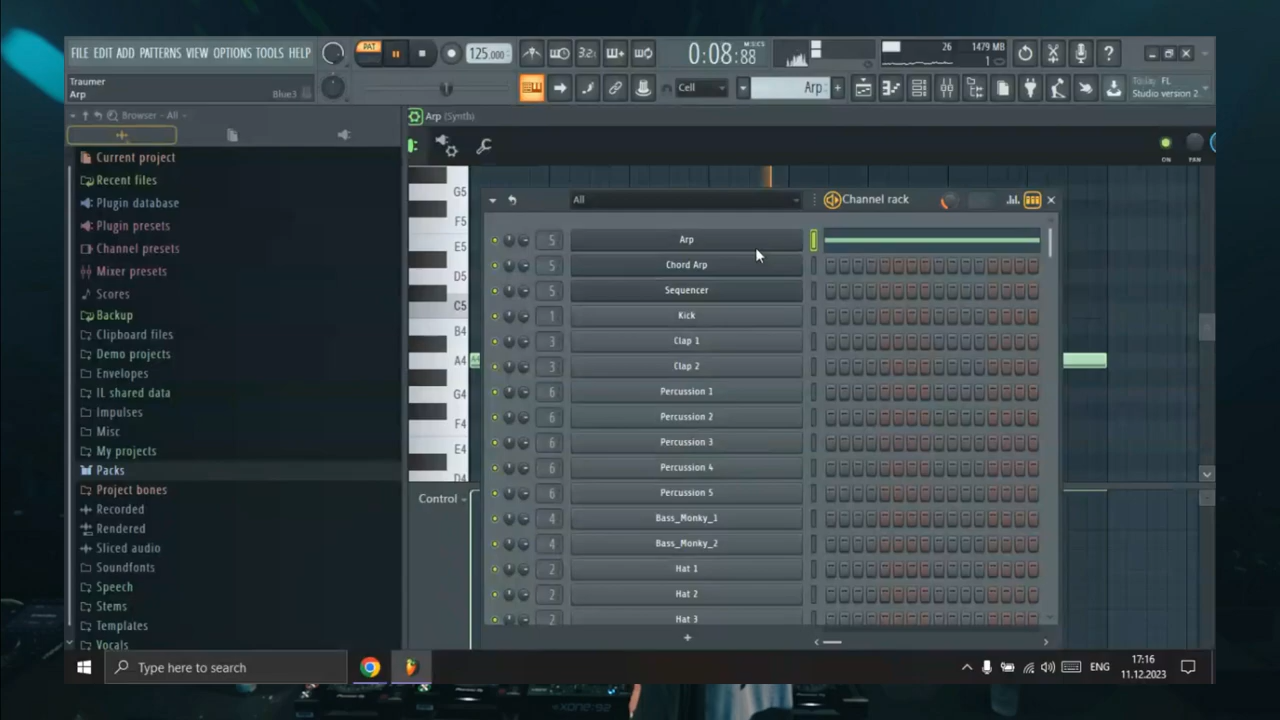 FILE EDIT ADD PATTERNS VIEW OPTIONS TOOLS HELP
PAT
125.000
3.2.
0:08:88
M:S:CS
26
1479 MB
1
Traumer
Arp
Blue3
Cell
Arp
Today FL
Studio version 2..
Browser - All
Arp (Synth)
ON
PAN
Current project
Recent files
Plugin database
Plugin presets
Channel presets
Mixer presets
Scores
Backup
Clipboard files
Demo projects
Envelopes
IL shared data
Impulses
Misc
My projects
Packs
Project bones
Recorded
Rendered
Sliced audio
Soundfonts
Speech
Stems
Templates
Vocals
G5
F5
E5
D5
C5
B4
A4
A4
G4
F4
E4
D4
Control
All
Channel rack
5 Arp
5 Chord Arp
5 Sequencer
1 Kick
3 Clap 1
3 Clap 2
6 Percussion 1
6 Percussion 2
6 Percussion 3
6 Percussion 4
6 Percussion 5
4 Bass_Monky_1
4 Bass_Monky_2
2 Hat 1
2 Hat 2
2 Hat 3
Type here to search
ENG
17:16
11.12.2023
XONE:92